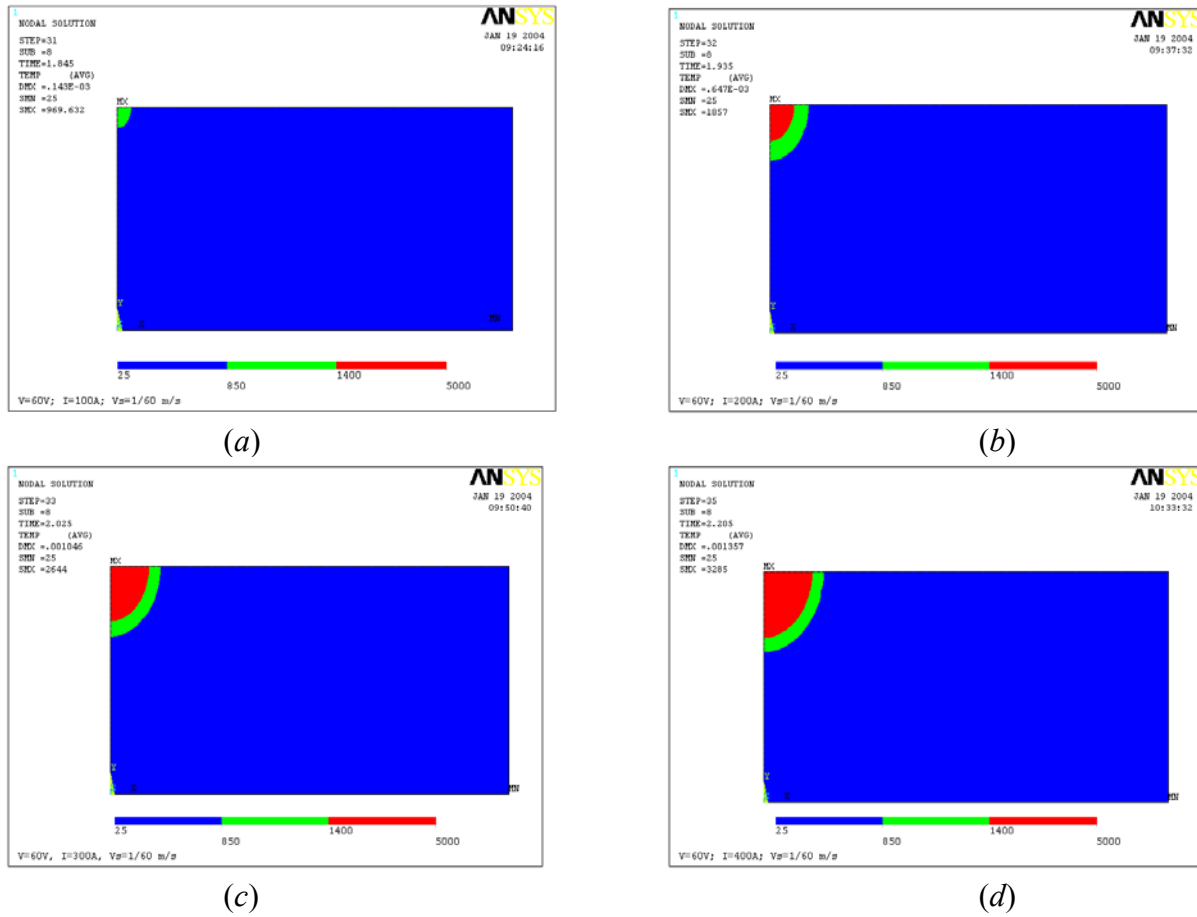 1
NODAL SOLUTION
STEP=31
SUB =8
TIME=1.845
TEMP (AVG)
DMX =.143E-03
SMN =25
SMX =969.632
ANSYS
JAN 19 2004
09:24:16
MX
Y
X
MN
25
850
1400
5000
V=60V; I=100A; Vs=1/60 m/s
(a)
1
NODAL SOLUTION
STEP=32
SUB =8
TIME=1.935
TEMP (AVG)
DMX =.647E-03
SMN =25
SMX =1857
ANSYS
JAN 19 2004
09:37:32
MX
Y
X
MN
25
850
1400
5000
V=60V; I=200A; Vs=1/60 m/s
(b)
1
NODAL SOLUTION
STEP=33
SUB =8
TIME=2.025
TEMP (AVG)
DMX =.001046
SMN =25
SMX =2644
ANSYS
JAN 19 2004
09:50:40
MX
Y
X
MN
25
850
1400
5000
V=60V, I=300A, Vs=1/60 m/s
(c)
1
NODAL SOLUTION
STEP=35
SUB =8
TIME=2.205
TEMP (AVG)
DMX =.001357
SMN =25
SMX =3285
ANSYS
JAN 19 2004
10:33:32
MX
Y
X
MN
25
850
1400
5000
V=60V; I=400A; Vs=1/60 m/s
(d)